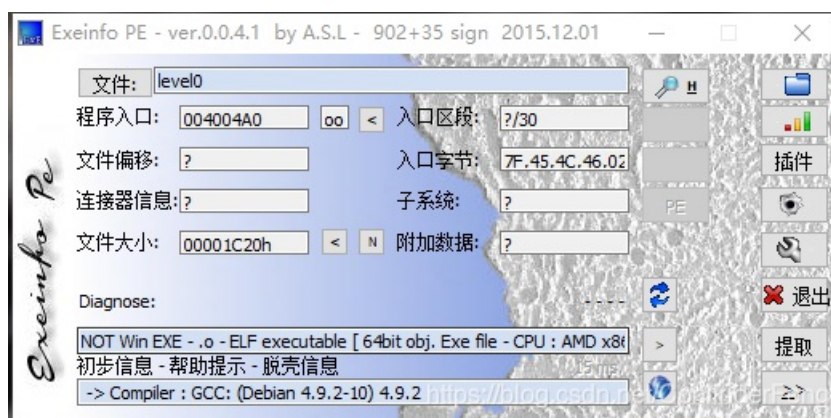 Exeinfo PE - ver.0.0.4.1 by A.S.L - 902+35 sign 2015.12.01
Exeinfo Pe
文件: level0 H
程序入口: 004004A0 oo < 入口区段: ?/30
文件偏移: ? 入口字节: 7F.45.4C.46.02 插件
连接器信息: ? 子系统: ? PE
文件大小: 00001C20h < N 附加数据: ?
Diagnose: ---- 退出
NOT Win EXE - .o - ELF executable [ 64bit obj. Exe file - CPU : AMD x86 > 提取
初步信息 - 帮助提示 - 脱壳信息
-> Compiler : GCC: (Debian 4.9.2-10) 4.9.2 >>
https://blog.csdn.net